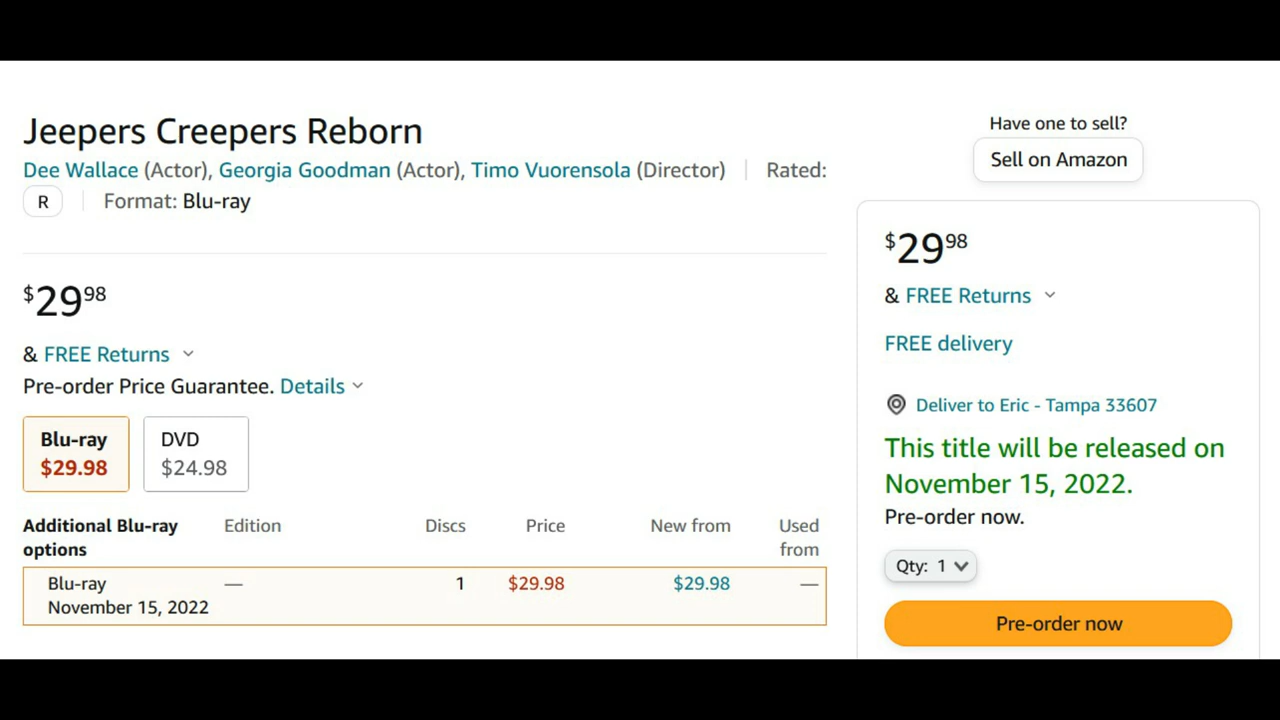 Jeepers Creepers Reborn
Dee Wallace (Actor), Georgia Goodman (Actor), Timo Vuorensola (Director) | Rated:
R | Format: Blu-ray
$29 98
& FREE Returns
Pre-order Price Guarantee. Details
Blu-ray
$29.98
DVD
$24.98
Additional Blu-ray options Edition Discs Price New from Used from
Blu-ray — 1 $29.98 $29.98 —
November 15, 2022
Have one to sell?
Sell on Amazon
$29 98
& FREE Returns
FREE delivery
Deliver to Eric - Tampa 33607
This title will be released on
November 15, 2022.
Pre-order now.
Qty: 1
Pre-order now